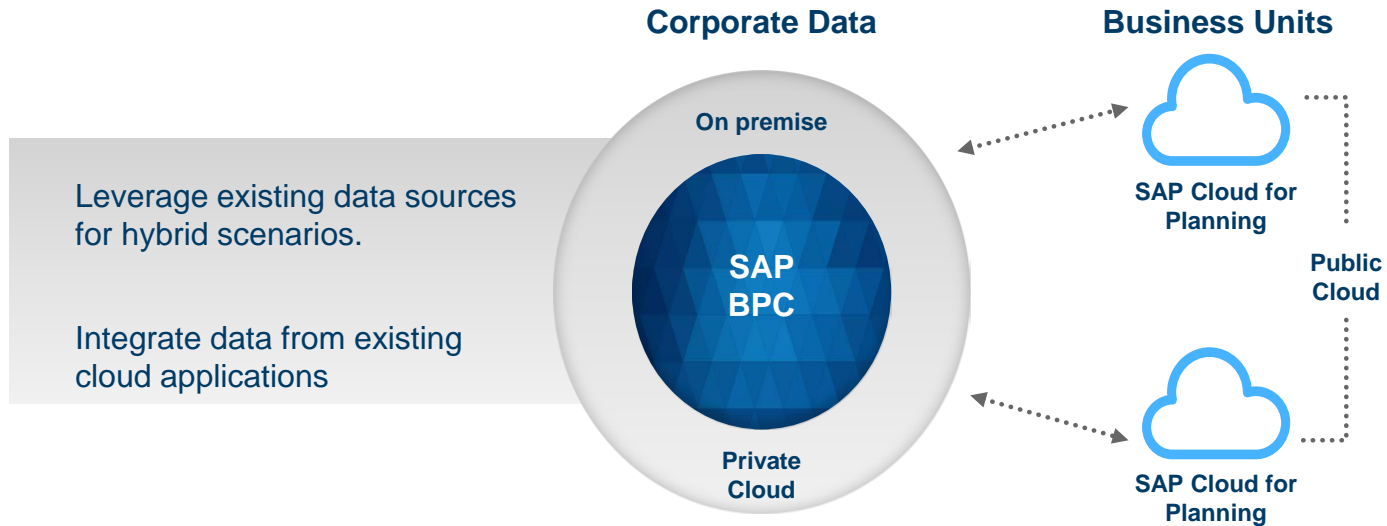 Corporate Data
Business Units
On premise
Leverage existing data sources
for hybrid scenarios.
SAP
BPC
Integrate data from existing
cloud applications
Private
Cloud
SAP Cloud for
Planning
Public
Cloud
SAP Cloud for
Planning